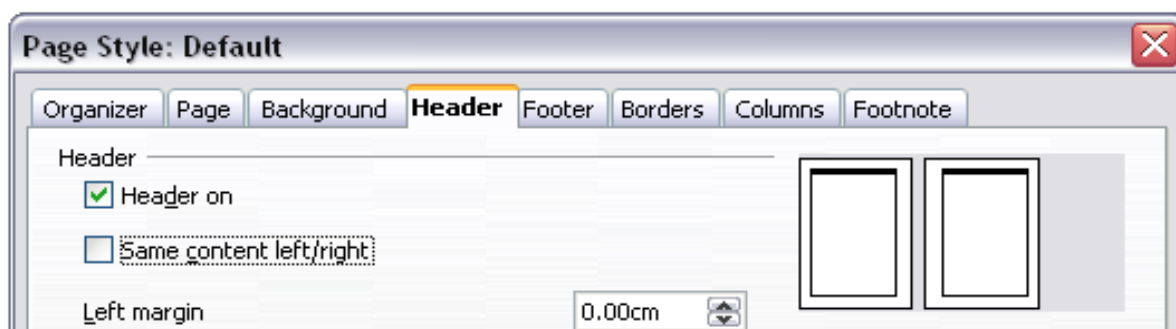 Page Style: Default
Organizer Page Background Header Footer Borders Columns Footnote
Header
Header on
Same content left/right
Left margin 0.00cm